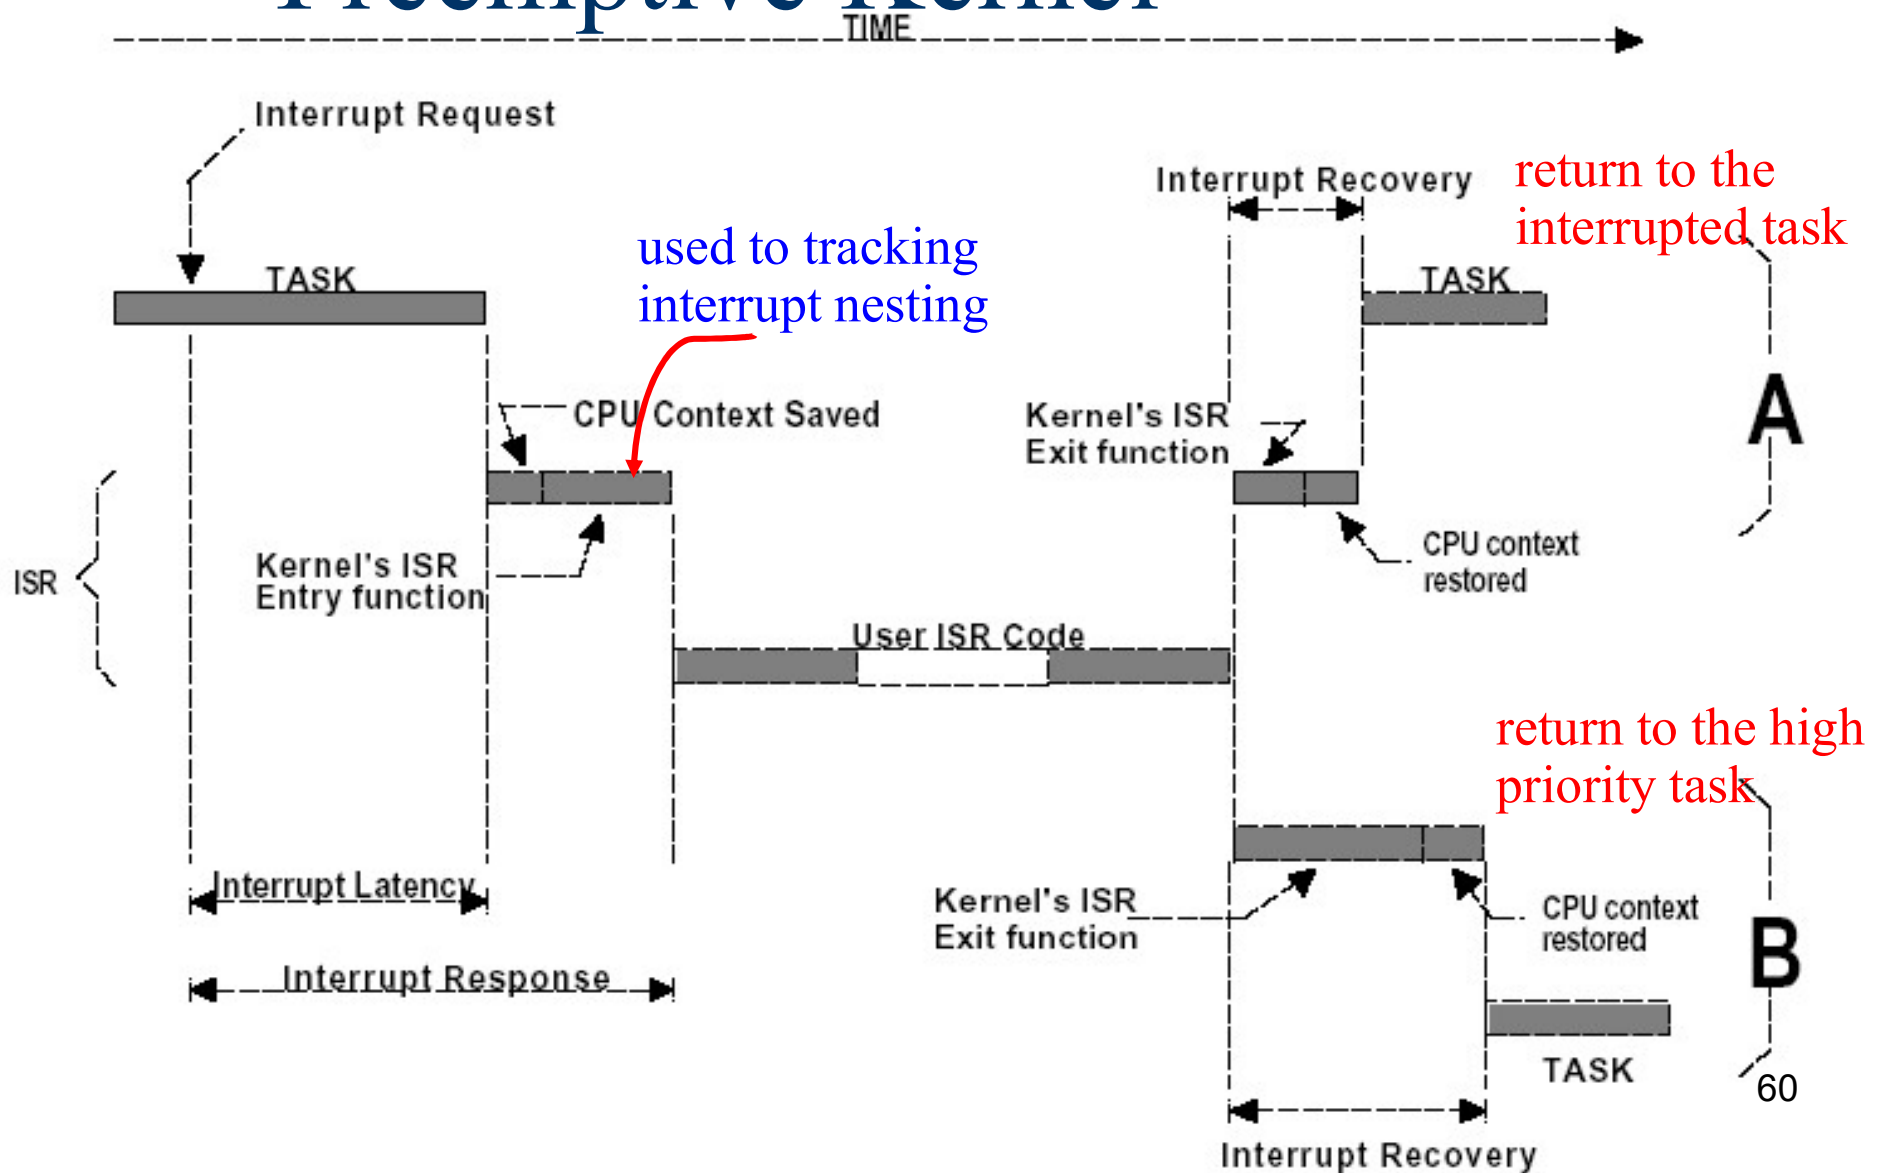 Preemptive Kernel
TIME
Interrupt Request
Interrupt Recovery
return to the
interrupted task
used to tracking
interrupt nesting
TASK
TASK
CPU Context Saved
Kernel's ISR
Exit function
A
Kernel's ISR
Entry function
CPU context
restored
ISR
User ISR Code
return to the high
priority task
Interrupt Latency
Kernel's ISR
Exit function
CPU context
restored
B
Interrupt Response
TASK
60
Interrupt Recovery